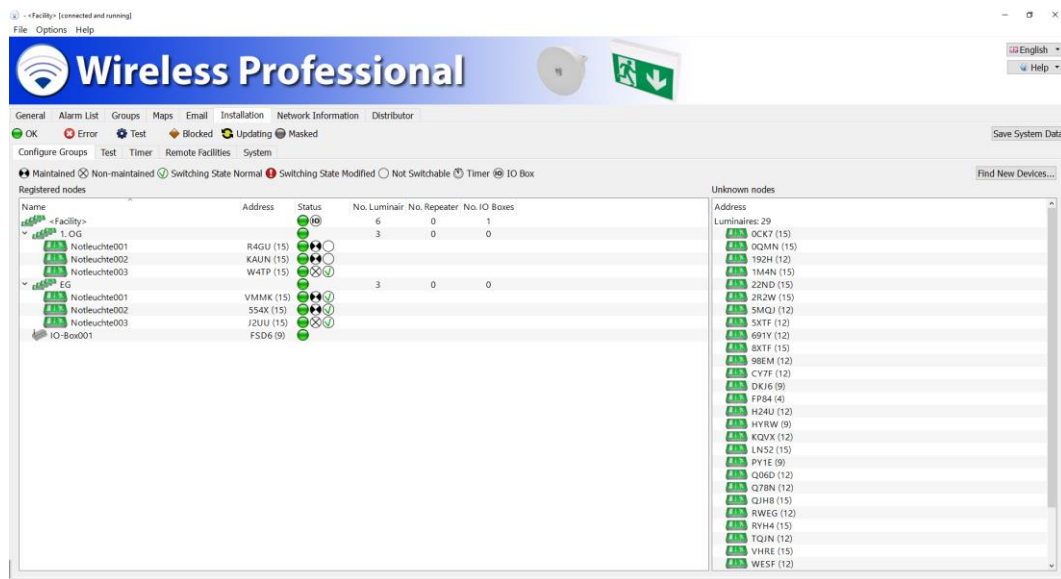 - <Facility> [connected and running]
File Options Help
Wireless Professional
English
Help
General Alarm List Groups Maps Email Installation Network Information Distributor
OK Error Test Blocked Updating Masked
Save System Data
Configure Groups Test Timer Remote Facilities System
Maintained Non-maintained Switching State Normal Switching State Modified Not Switchable Timer IO Box
Find New Devices...
Registered nodes
Name Address Status No. Luminair No. Repeater No. IO Boxes
<Facility> IO 6 0 1
1. OG 3 0 0
Notleuchte001 R4GU (15)
Notleuchte002 KAUN (15)
Notleuchte003 W4TP (15)
EG 3 0 0
Notleuchte001 VMMK (15)
Notleuchte002 554X (15)
Notleuchte003 J2UU (15)
IO-Box001 FSD6 (9)
Unknown nodes
Address
Luminaires: 29
0CK7 (15)
0QMN (15)
192H (12)
1M4N (15)
22ND (15)
2R2W (15)
5MQJ (12)
5XTF (12)
691Y (12)
8XTF (15)
98EM (12)
CY7F (12)
DKJ6 (9)
FP84 (4)
H24U (12)
HYRW (9)
KQVX (12)
LN52 (15)
PY1E (9)
Q06D (12)
Q78N (12)
QJHB (15)
RWEG (12)
RYH4 (15)
TQJN (12)
VHRE (15)
WESF (12)